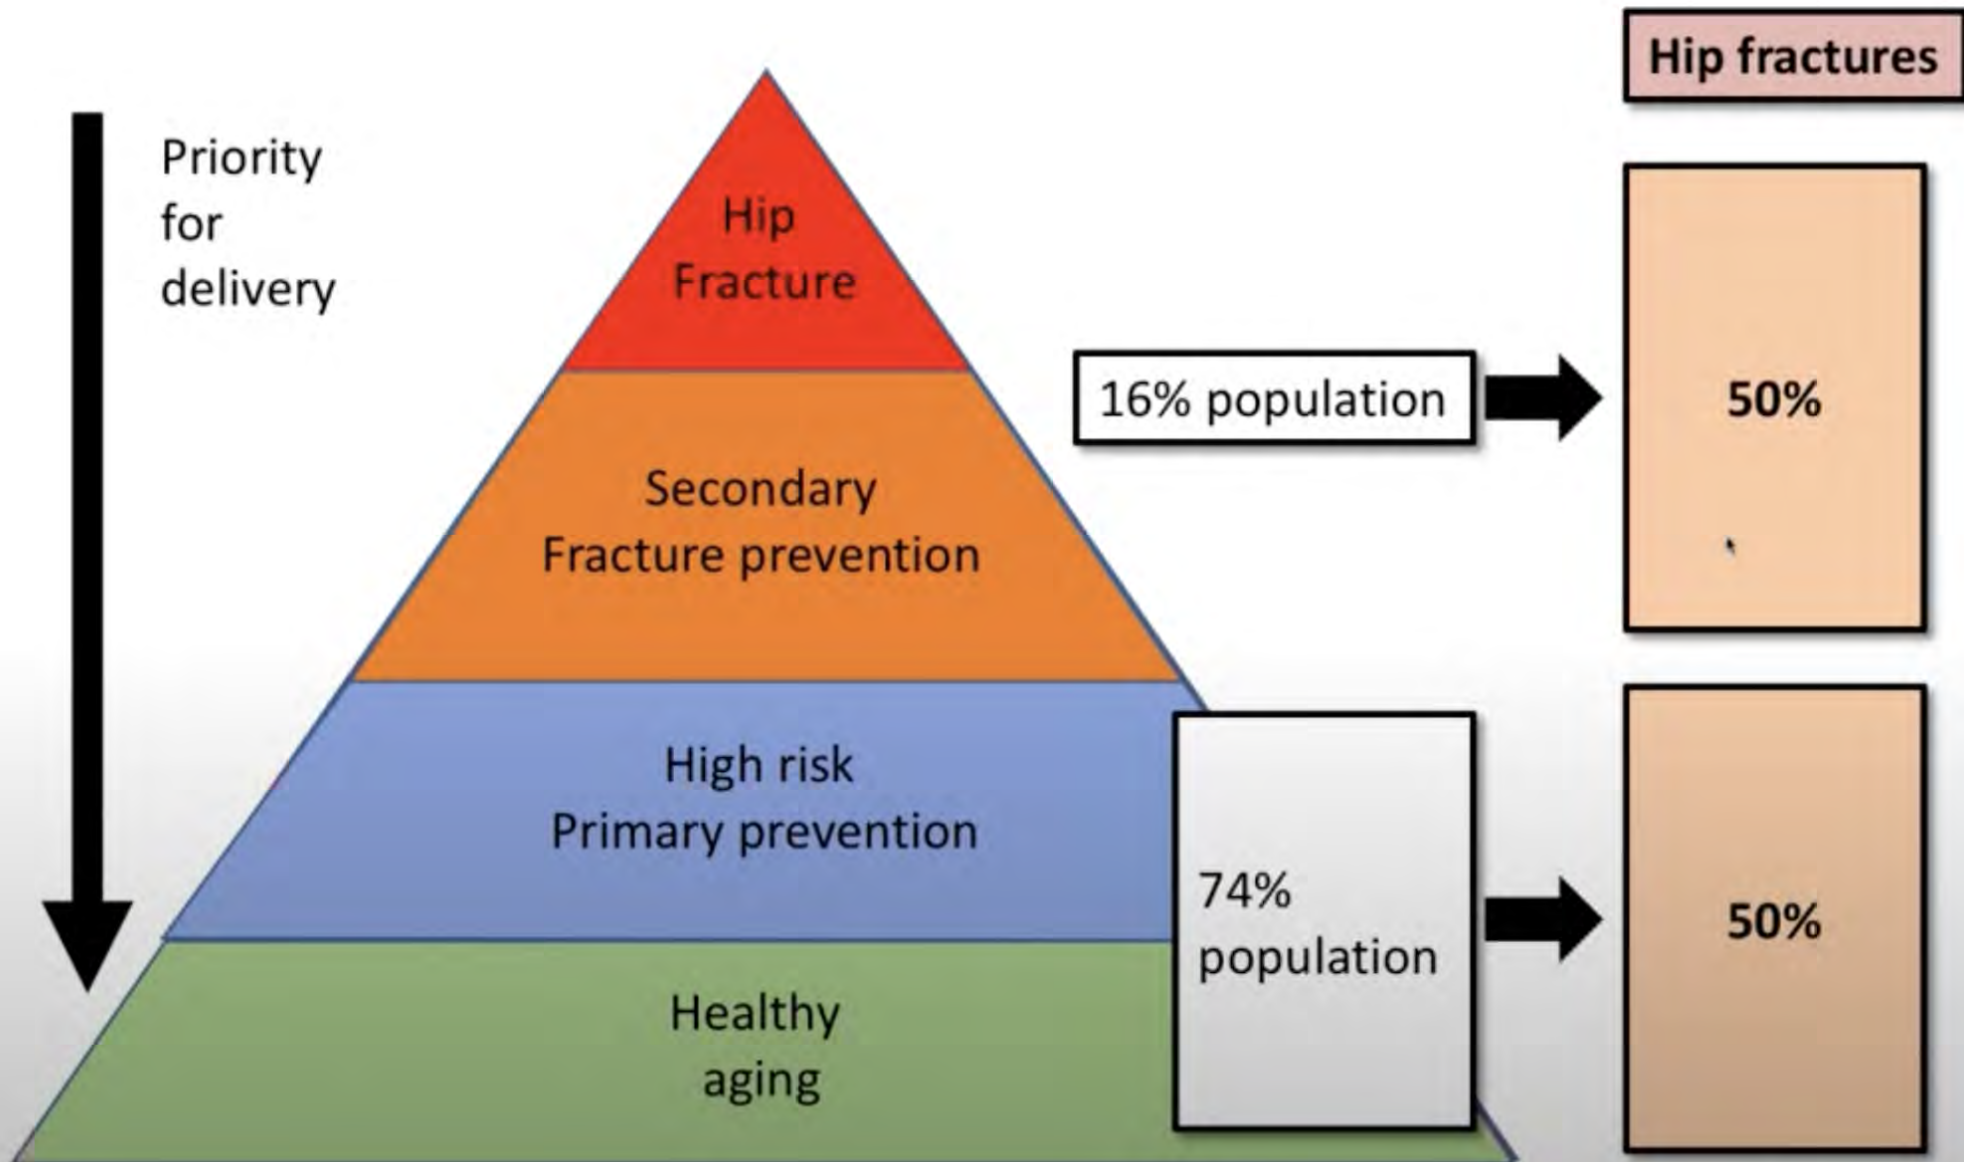 Hip fractures
Priority
for
delivery
Hip
Fracture
16% population
50%
Secondary
Fracture prevention
High risk
Primary prevention
74%
population
50%
Healthy
aging